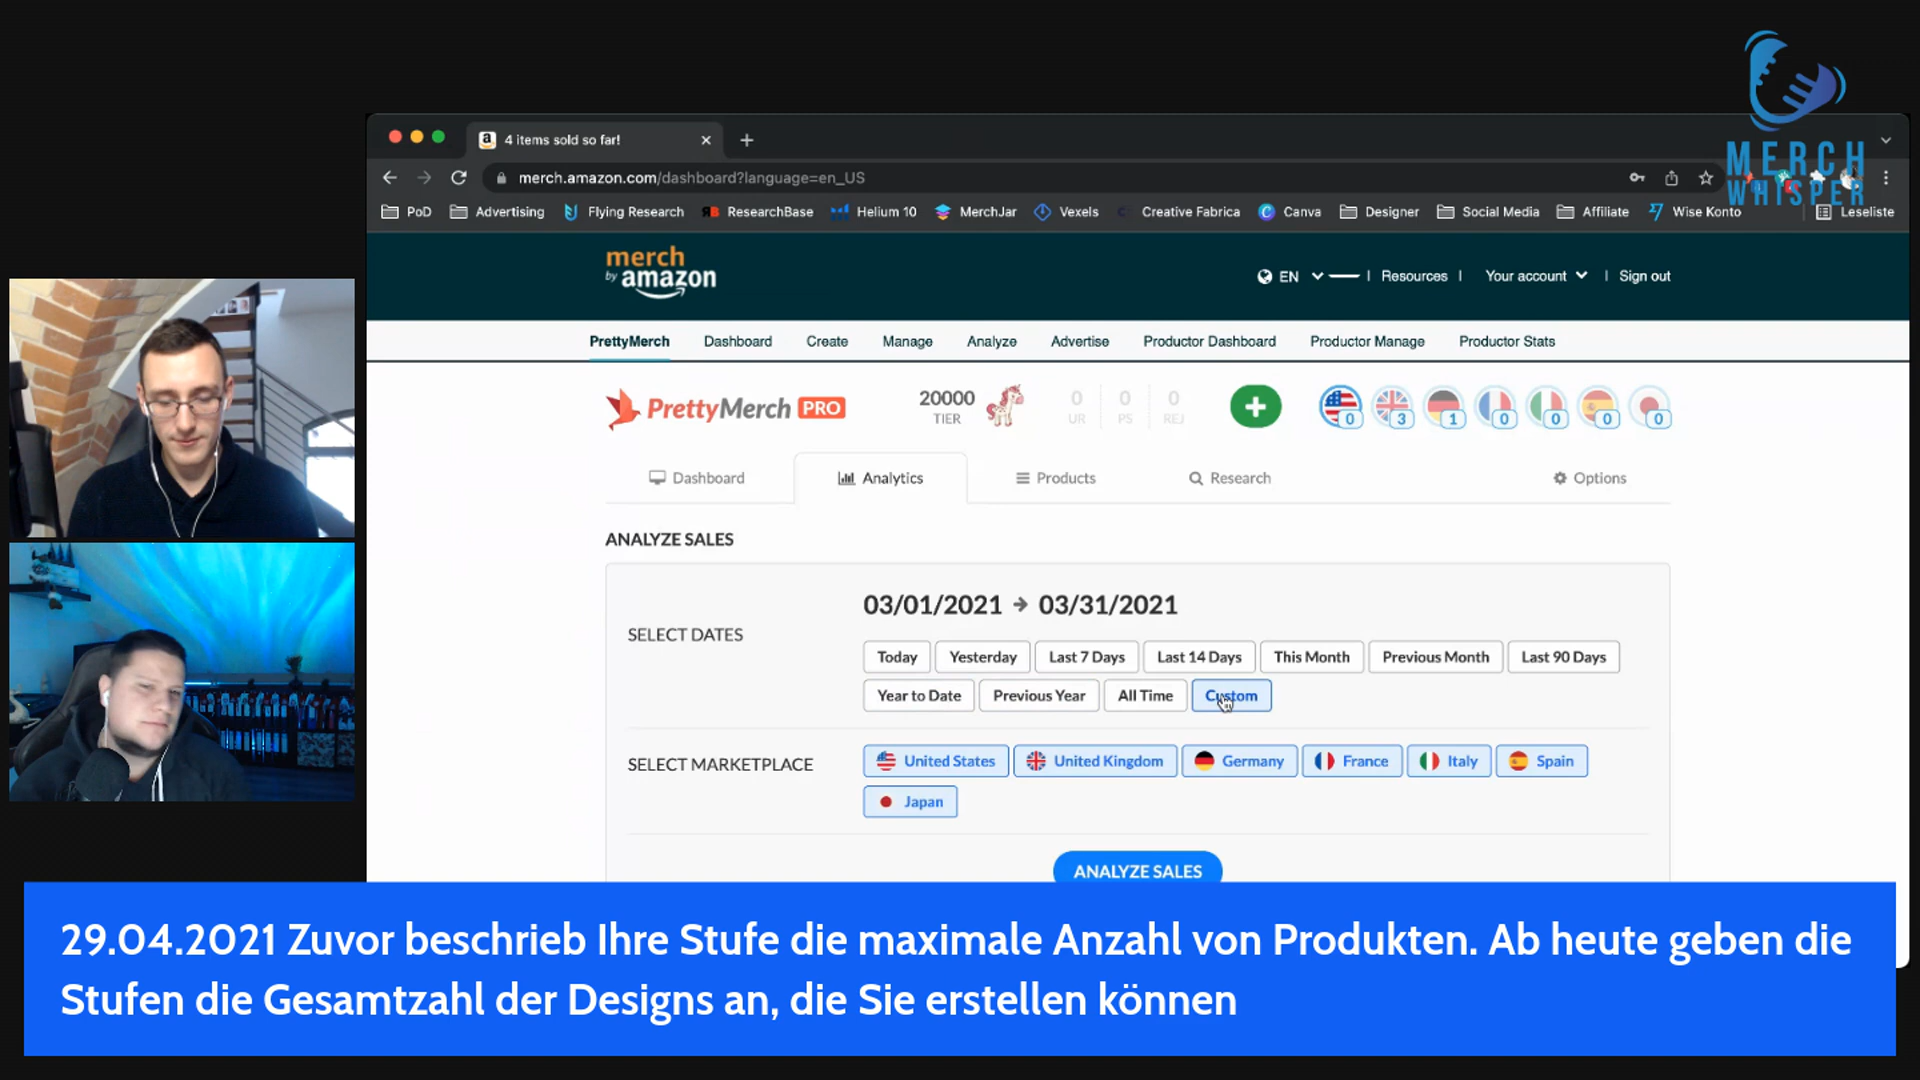 MERCH
WHISPER
4 items sold so far!
merch.amazon.com/dashboard?language=en_US
PoD Advertising Flying Research ResearchBase Helium 10 MerchJar Vexels Creative Fabrica Canva Designer Social Media Affiliate Wise Konto Leseliste
merch
by amazon
EN Resources Your account Sign out
PrettyMerch Dashboard Create Manage Analyze Advertise Productor Dashboard Productor Manage Productor Stats
PrettyMerch PRO
20000
TIER
0 0 0
UR PS REJ
0 3 1 0 0 0 0
Dashboard Analytics Products Research Options
ANALYZE SALES
SELECT DATES
03/01/2021 → 03/31/2021
Today Yesterday Last 7 Days Last 14 Days This Month Previous Month Last 90 Days
Year to Date Previous Year All Time Custom
SELECT MARKETPLACE
United States United Kingdom Germany France Italy Spain
Japan
ANALYZE SALES
29.04.2021 Zuvor beschrieb Ihre Stufe die maximale Anzahl von Produkten. Ab heute geben die
Stufen die Gesamtzahl der Designs an, die Sie erstellen können